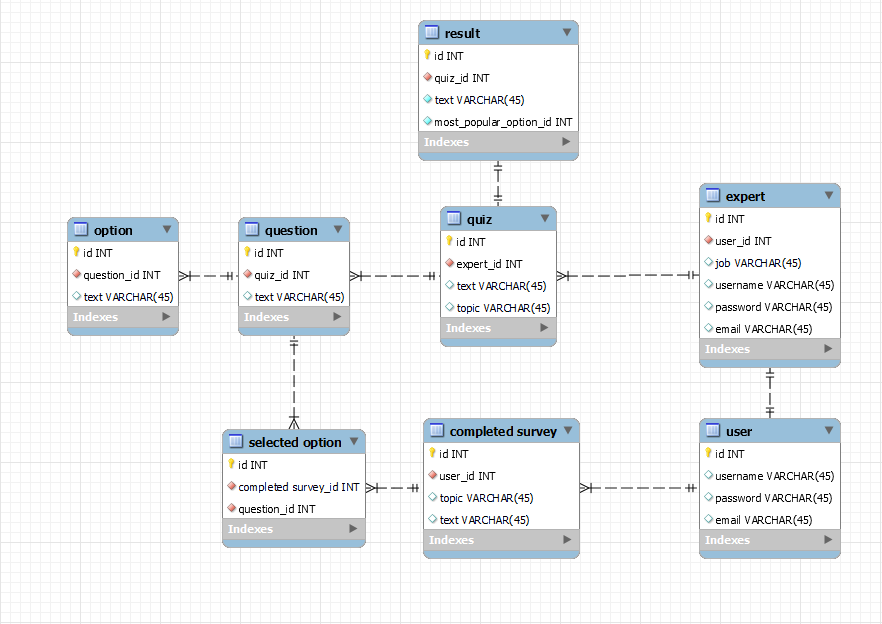 result
id INT
quiz_id INT
text VARCHAR(45)
most_popular_option_id INT
Indexes
expert
id INT
user_id INT
job VARCHAR(45)
username VARCHAR(45)
password VARCHAR(45)
email VARCHAR(45)
Indexes
quiz
id INT
expert_id INT
text VARCHAR(45)
topic VARCHAR(45)
Indexes
option
id INT
question_id INT
text VARCHAR(45)
Indexes
question
id INT
quiz_id INT
text VARCHAR(45)
Indexes
selected option
id INT
completed survey_id INT
question_id INT
Indexes
completed survey
id INT
user_id INT
topic VARCHAR(45)
text VARCHAR(45)
Indexes
user
id INT
username VARCHAR(45)
password VARCHAR(45)
email VARCHAR(45)
Indexes